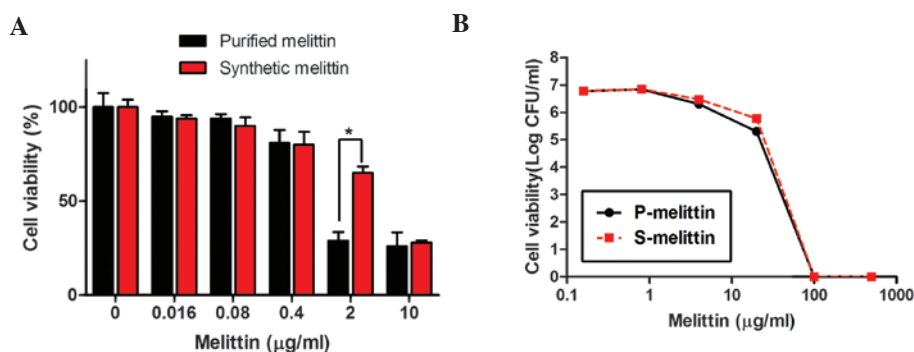 A
Purified melittin
Synthetic melittin
Cell viability (%)
100
50
0
*
0 0.016 0.08 0.4 2 10
Melittin (μg/ml)
B
Cell viability(Log CFU/ml)
8
7
6
5
4
3
2
1
0
P-melittin
S-melittin
0.1 1 10 100 1000
Melittin (μg/ml)